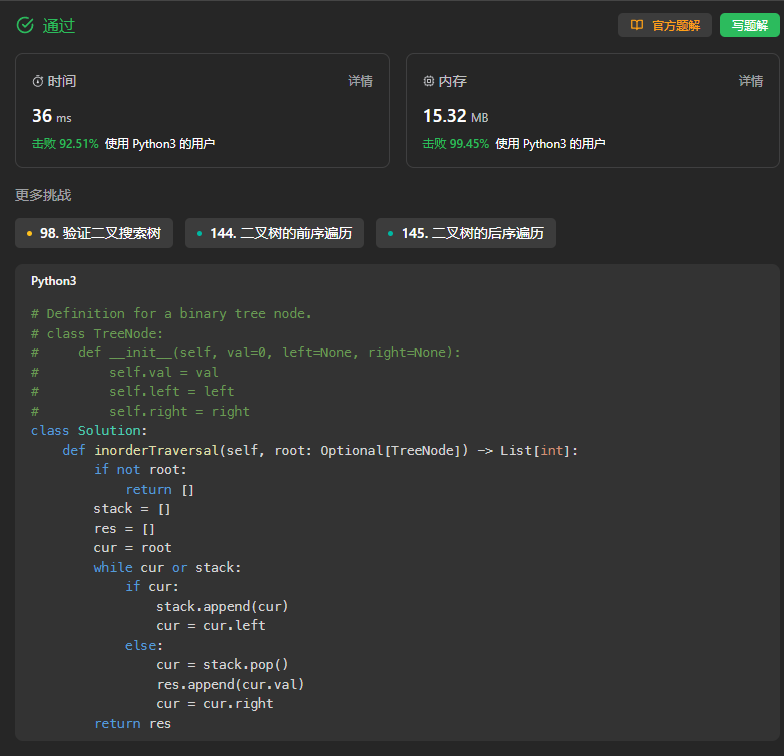 通过
官方题解
写题解
时间
详情
36 ms
击败 92.51% 使用 Python3 的用户
内存
详情
15.32 MB
击败 99.45% 使用 Python3 的用户
更多挑战
98. 验证二叉搜索树
144. 二叉树的前序遍历
145. 二叉树的后序遍历
Python3
# Definition for a binary tree node.
# class TreeNode:
#     def __init__(self, val=0, left=None, right=None):
#         self.val = val
#         self.left = left
#         self.right = right
class Solution:
    def inorderTraversal(self, root: Optional[TreeNode]) -> List[int]:
        if not root:
            return []
        stack = []
        res = []
        cur = root
        while cur or stack:
            if cur:
                stack.append(cur)
                cur = cur.left
            else:
                cur = stack.pop()
                res.append(cur.val)
                cur = cur.right
        return res